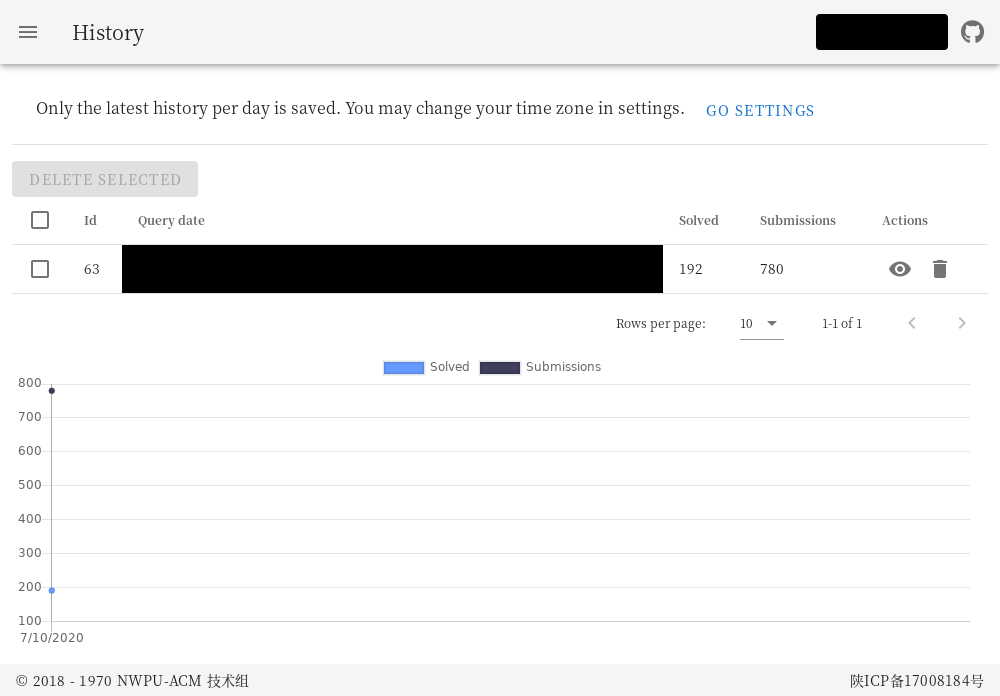 History
Only the latest history per day is saved. You may change your time zone in settings. GO SETTINGS
DELETE SELECTED
Id Query date Solved Submissions Actions
63 192 780
Rows per page: 10 1-1 of 1
Solved Submissions
800
700
600
500
400
300
200
100
7/10/2020
© 2018 - 1970 NWPU-ACM 技术组 陕ICP备17008184号